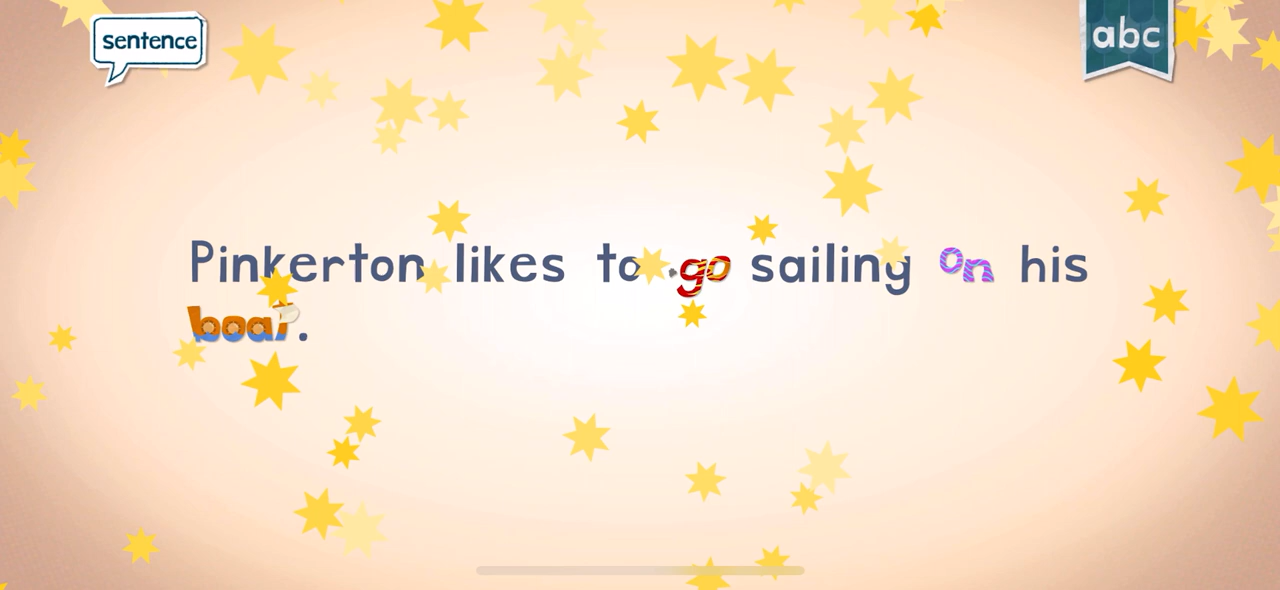 sentence
abc
Pinkerton likes to go sailing on his
boat.